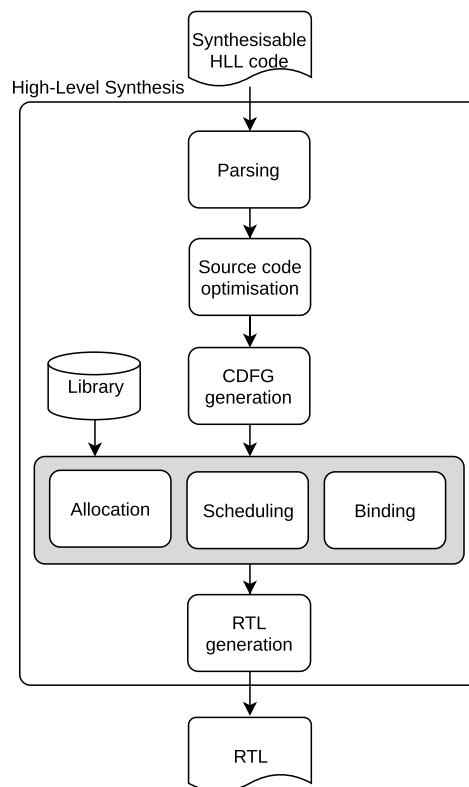 Synthesisable
HLL code
High-Level Synthesis
Parsing
Source code
optimisation
CDFG
generation
Library
Allocation
Scheduling
Binding
RTL
generation
RTL